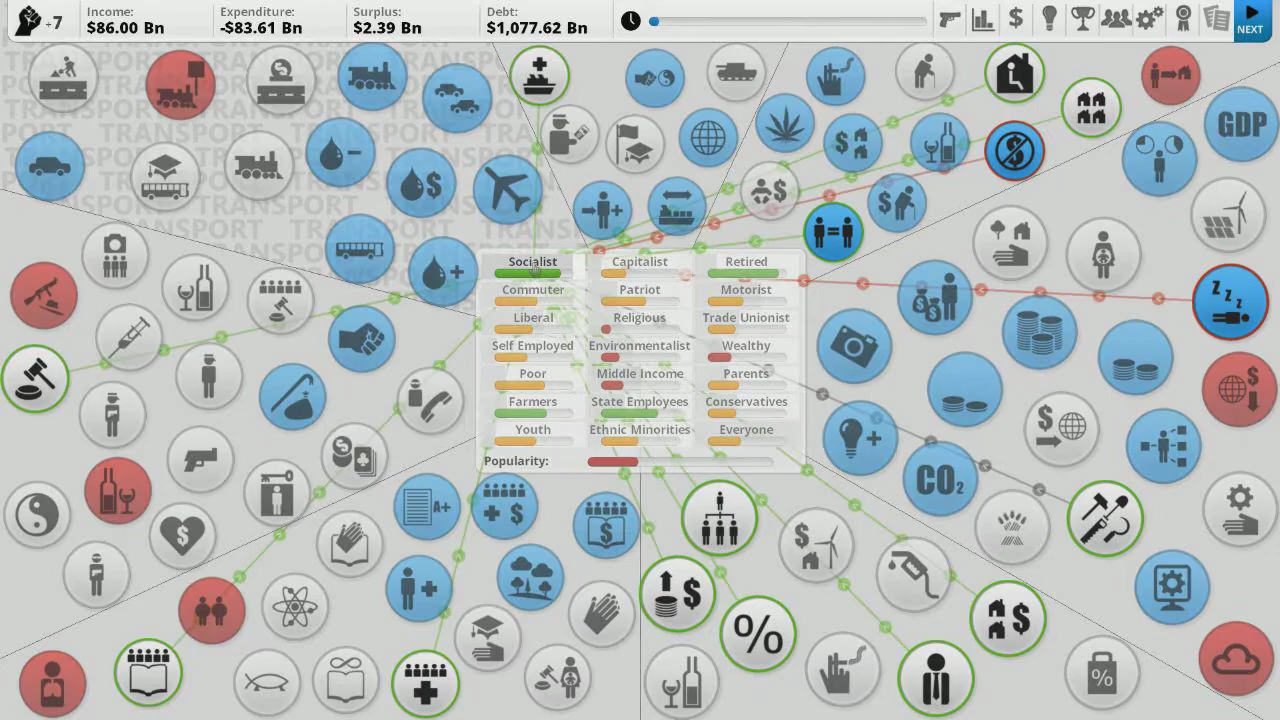 +7
Income:
$86.00 Bn
Expenditure:
-$83.61 Bn
Surplus:
$2.39 Bn
Debt:
$1,077.62 Bn
NEXT
TRANSPORT TRANSPORT TRANSPORT
GDP
Socialist
Capitalist
Retired
Commuter
Patriot
Motorist
Liberal
Religious
Trade Unionist
Self Employed
Environmentalist
Wealthy
Poor
Middle Income
Parents
Farmers
State Employees
Conservatives
Youth
Ethnic Minorities
Everyone
Popularity:
Z z z
CO₂
A+
%
%